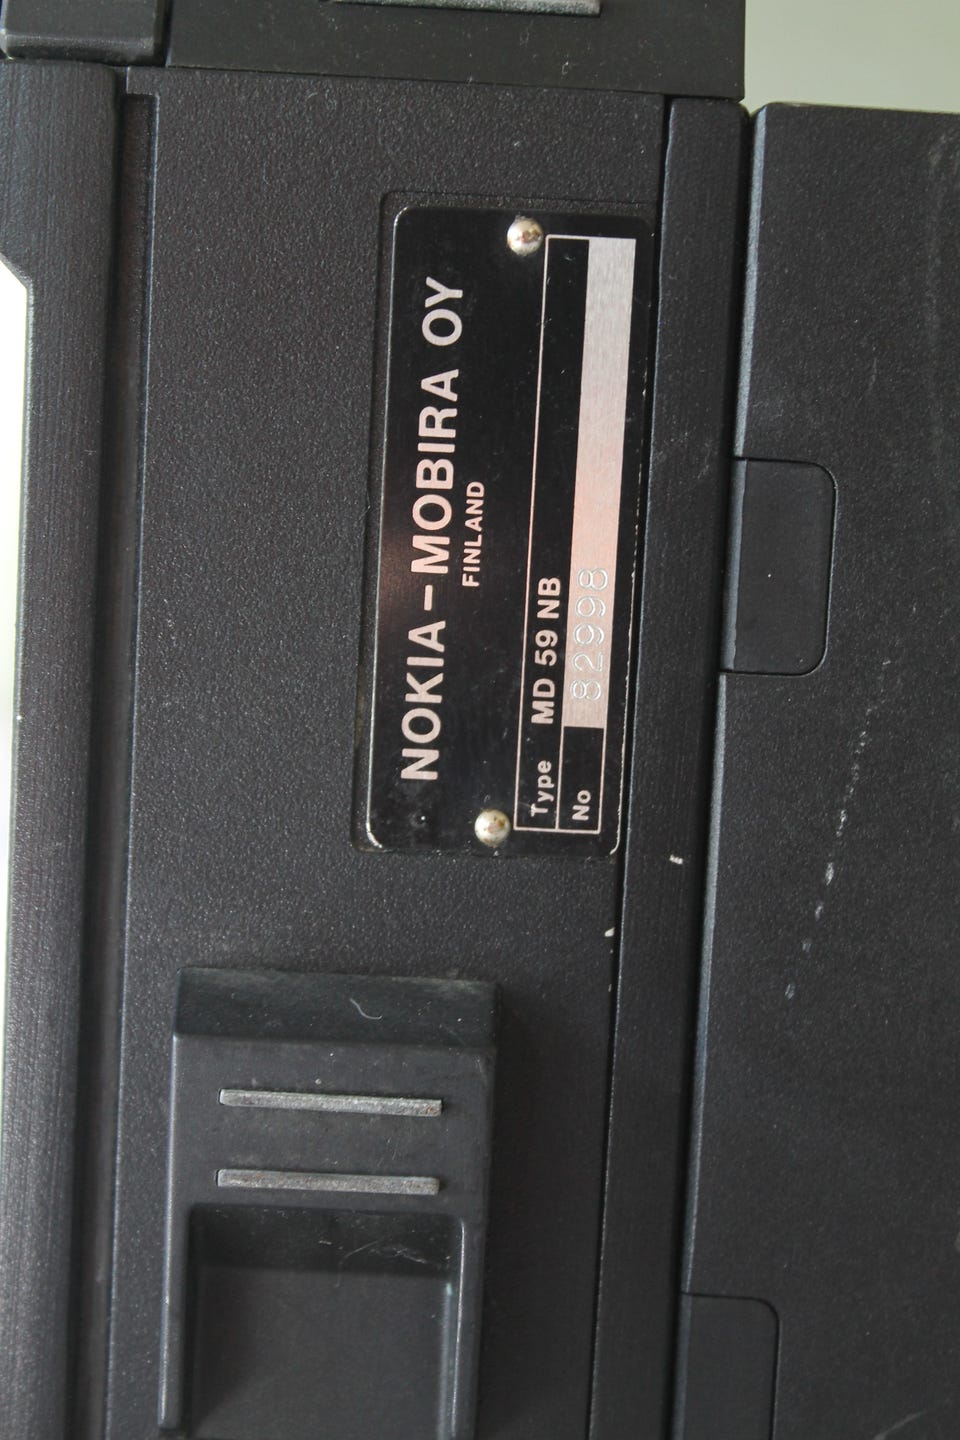 NOKIA-MOBIRA OY
FINLAND
Type MD 59 NB
No 82998